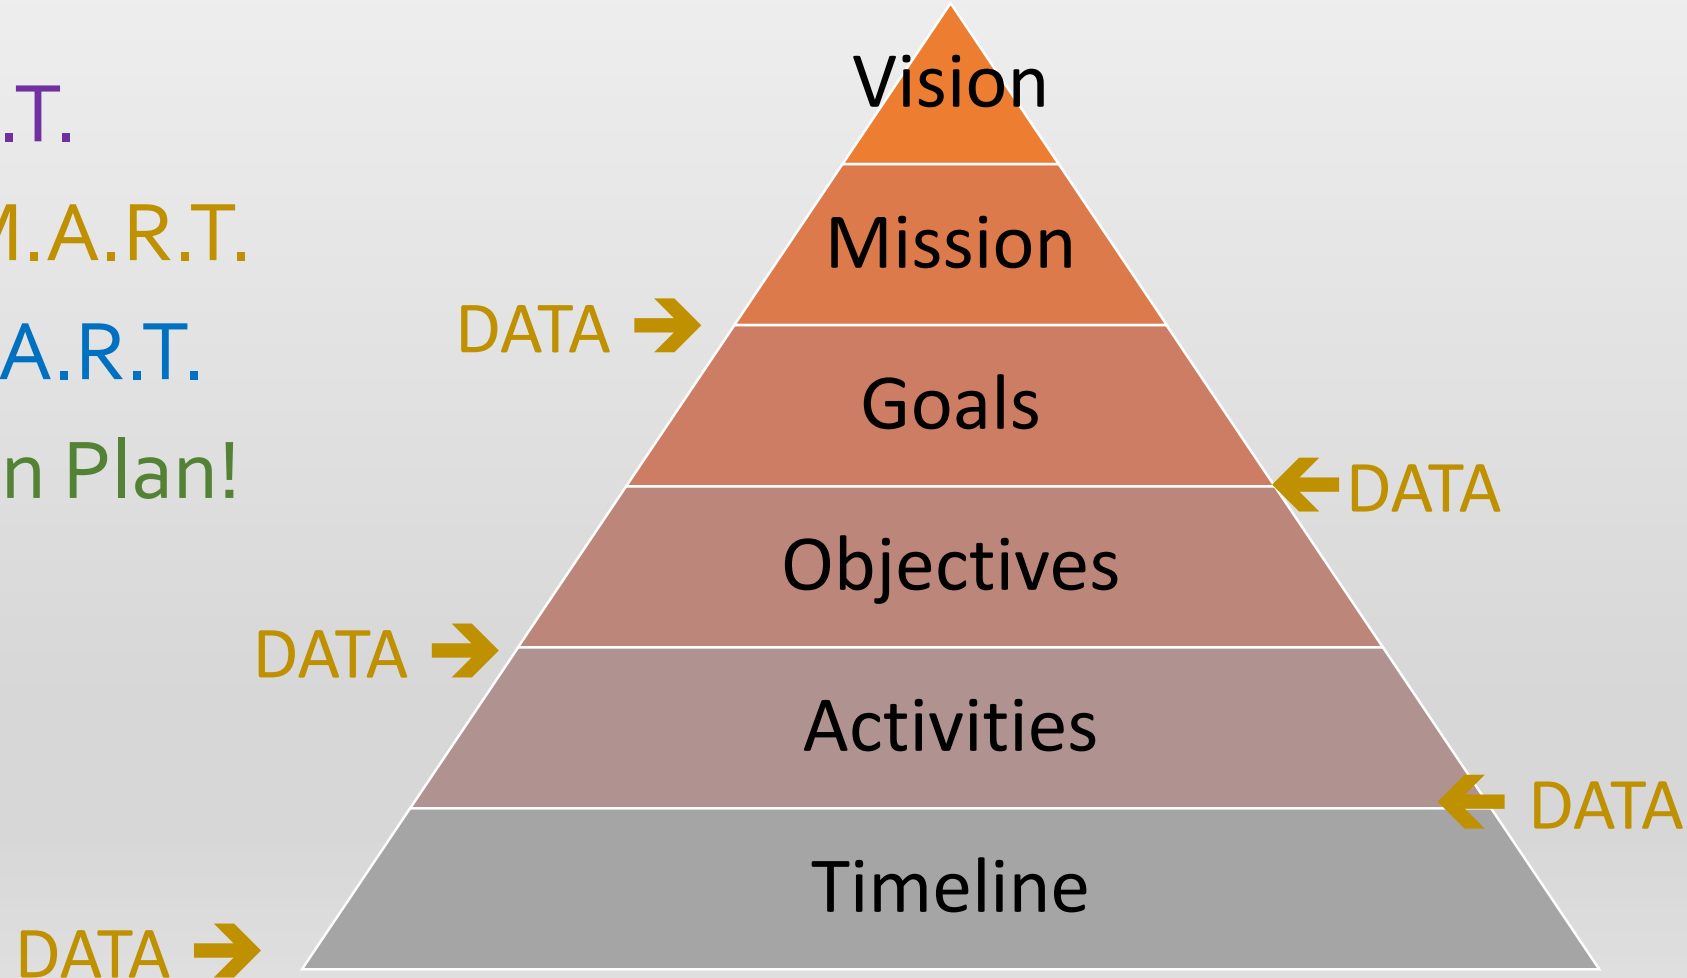 .T.
M.A.R.T.
A.R.T.
n Plan!
Vision
Mission
DATA →
Goals
← DATA
Objectives
DATA →
Activities
← DATA
Timeline
DATA →